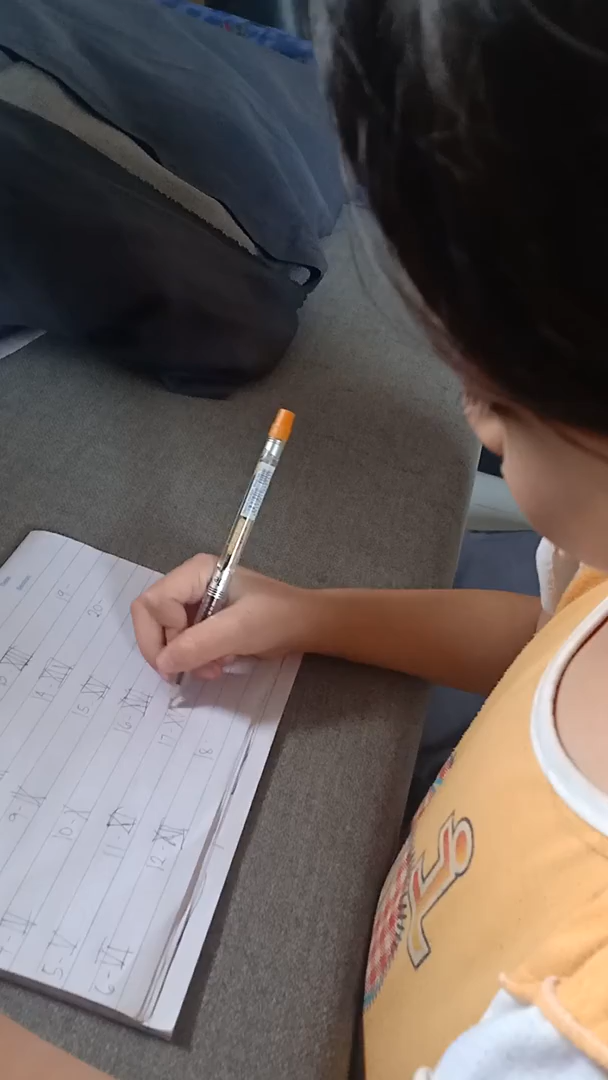 5-V
6-VI
9-IX
10-X
11-XI
12-XII
14-XIV
15-XV
16-XVI
17-
18-
19-
20-